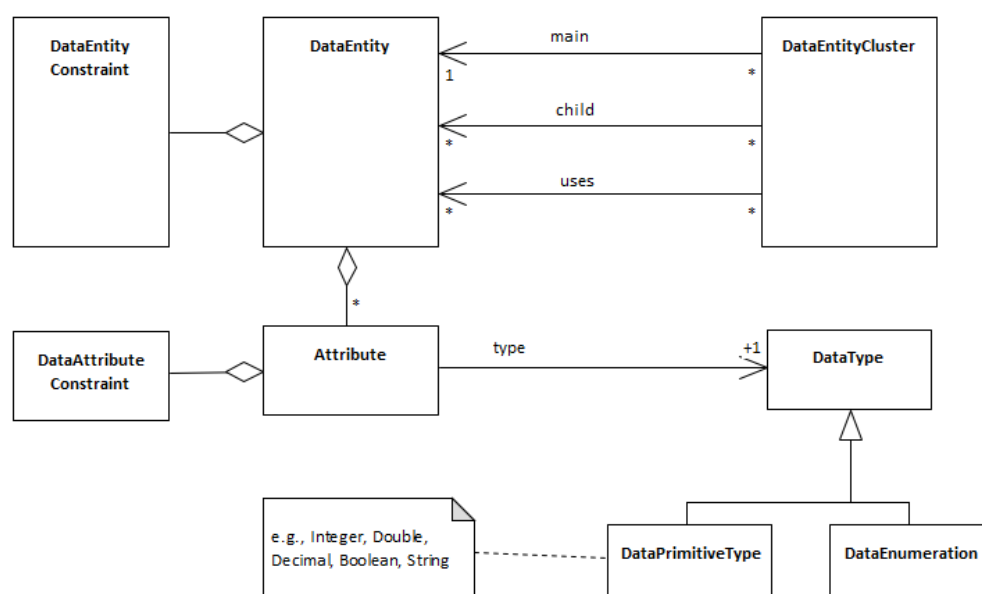 DataEntity
Constraint
DataEntity
main
1
*
DataEntityCluster
child
*
*
uses
*
*
*
DataAttribute
Constraint
Attribute
type
+1
DataType
e.g., Integer, Double,
Decimal, Boolean, String
DataPrimitiveType
DataEnumeration